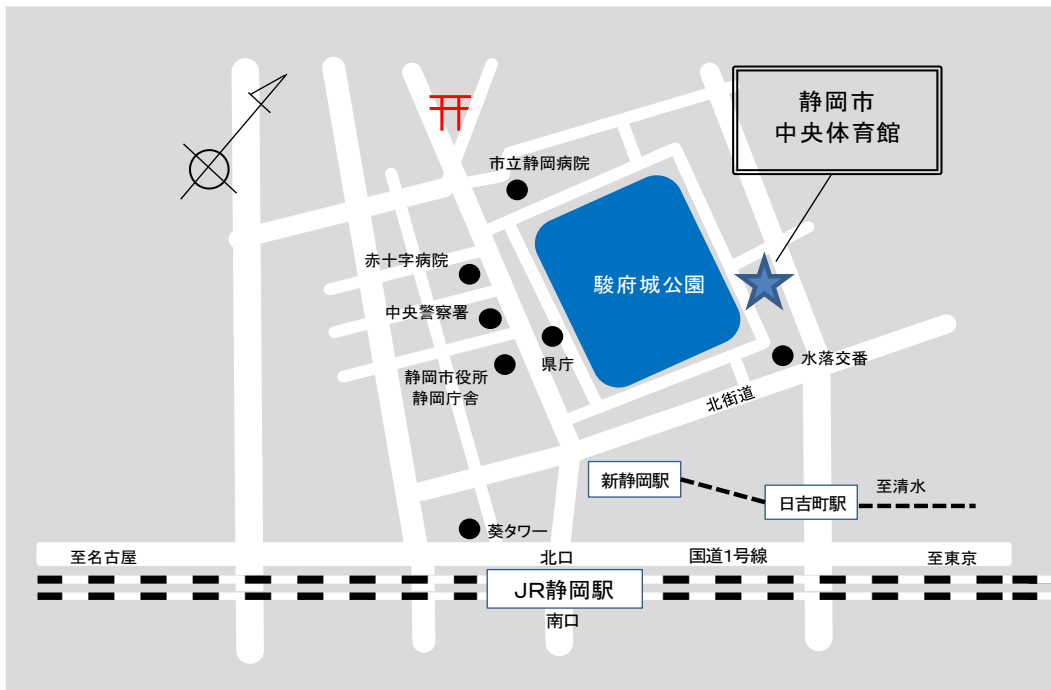 静岡市
中央体育館
市立静岡病院
赤十字病院
駿府城公園
中央警察署
県庁
水落交番
静岡市役所
静岡庁舎
北街道
新静岡駅
日吉町駅
至清水
葵タワー
至名古屋
北口
国道1号線
至東京
JR静岡駅
南口